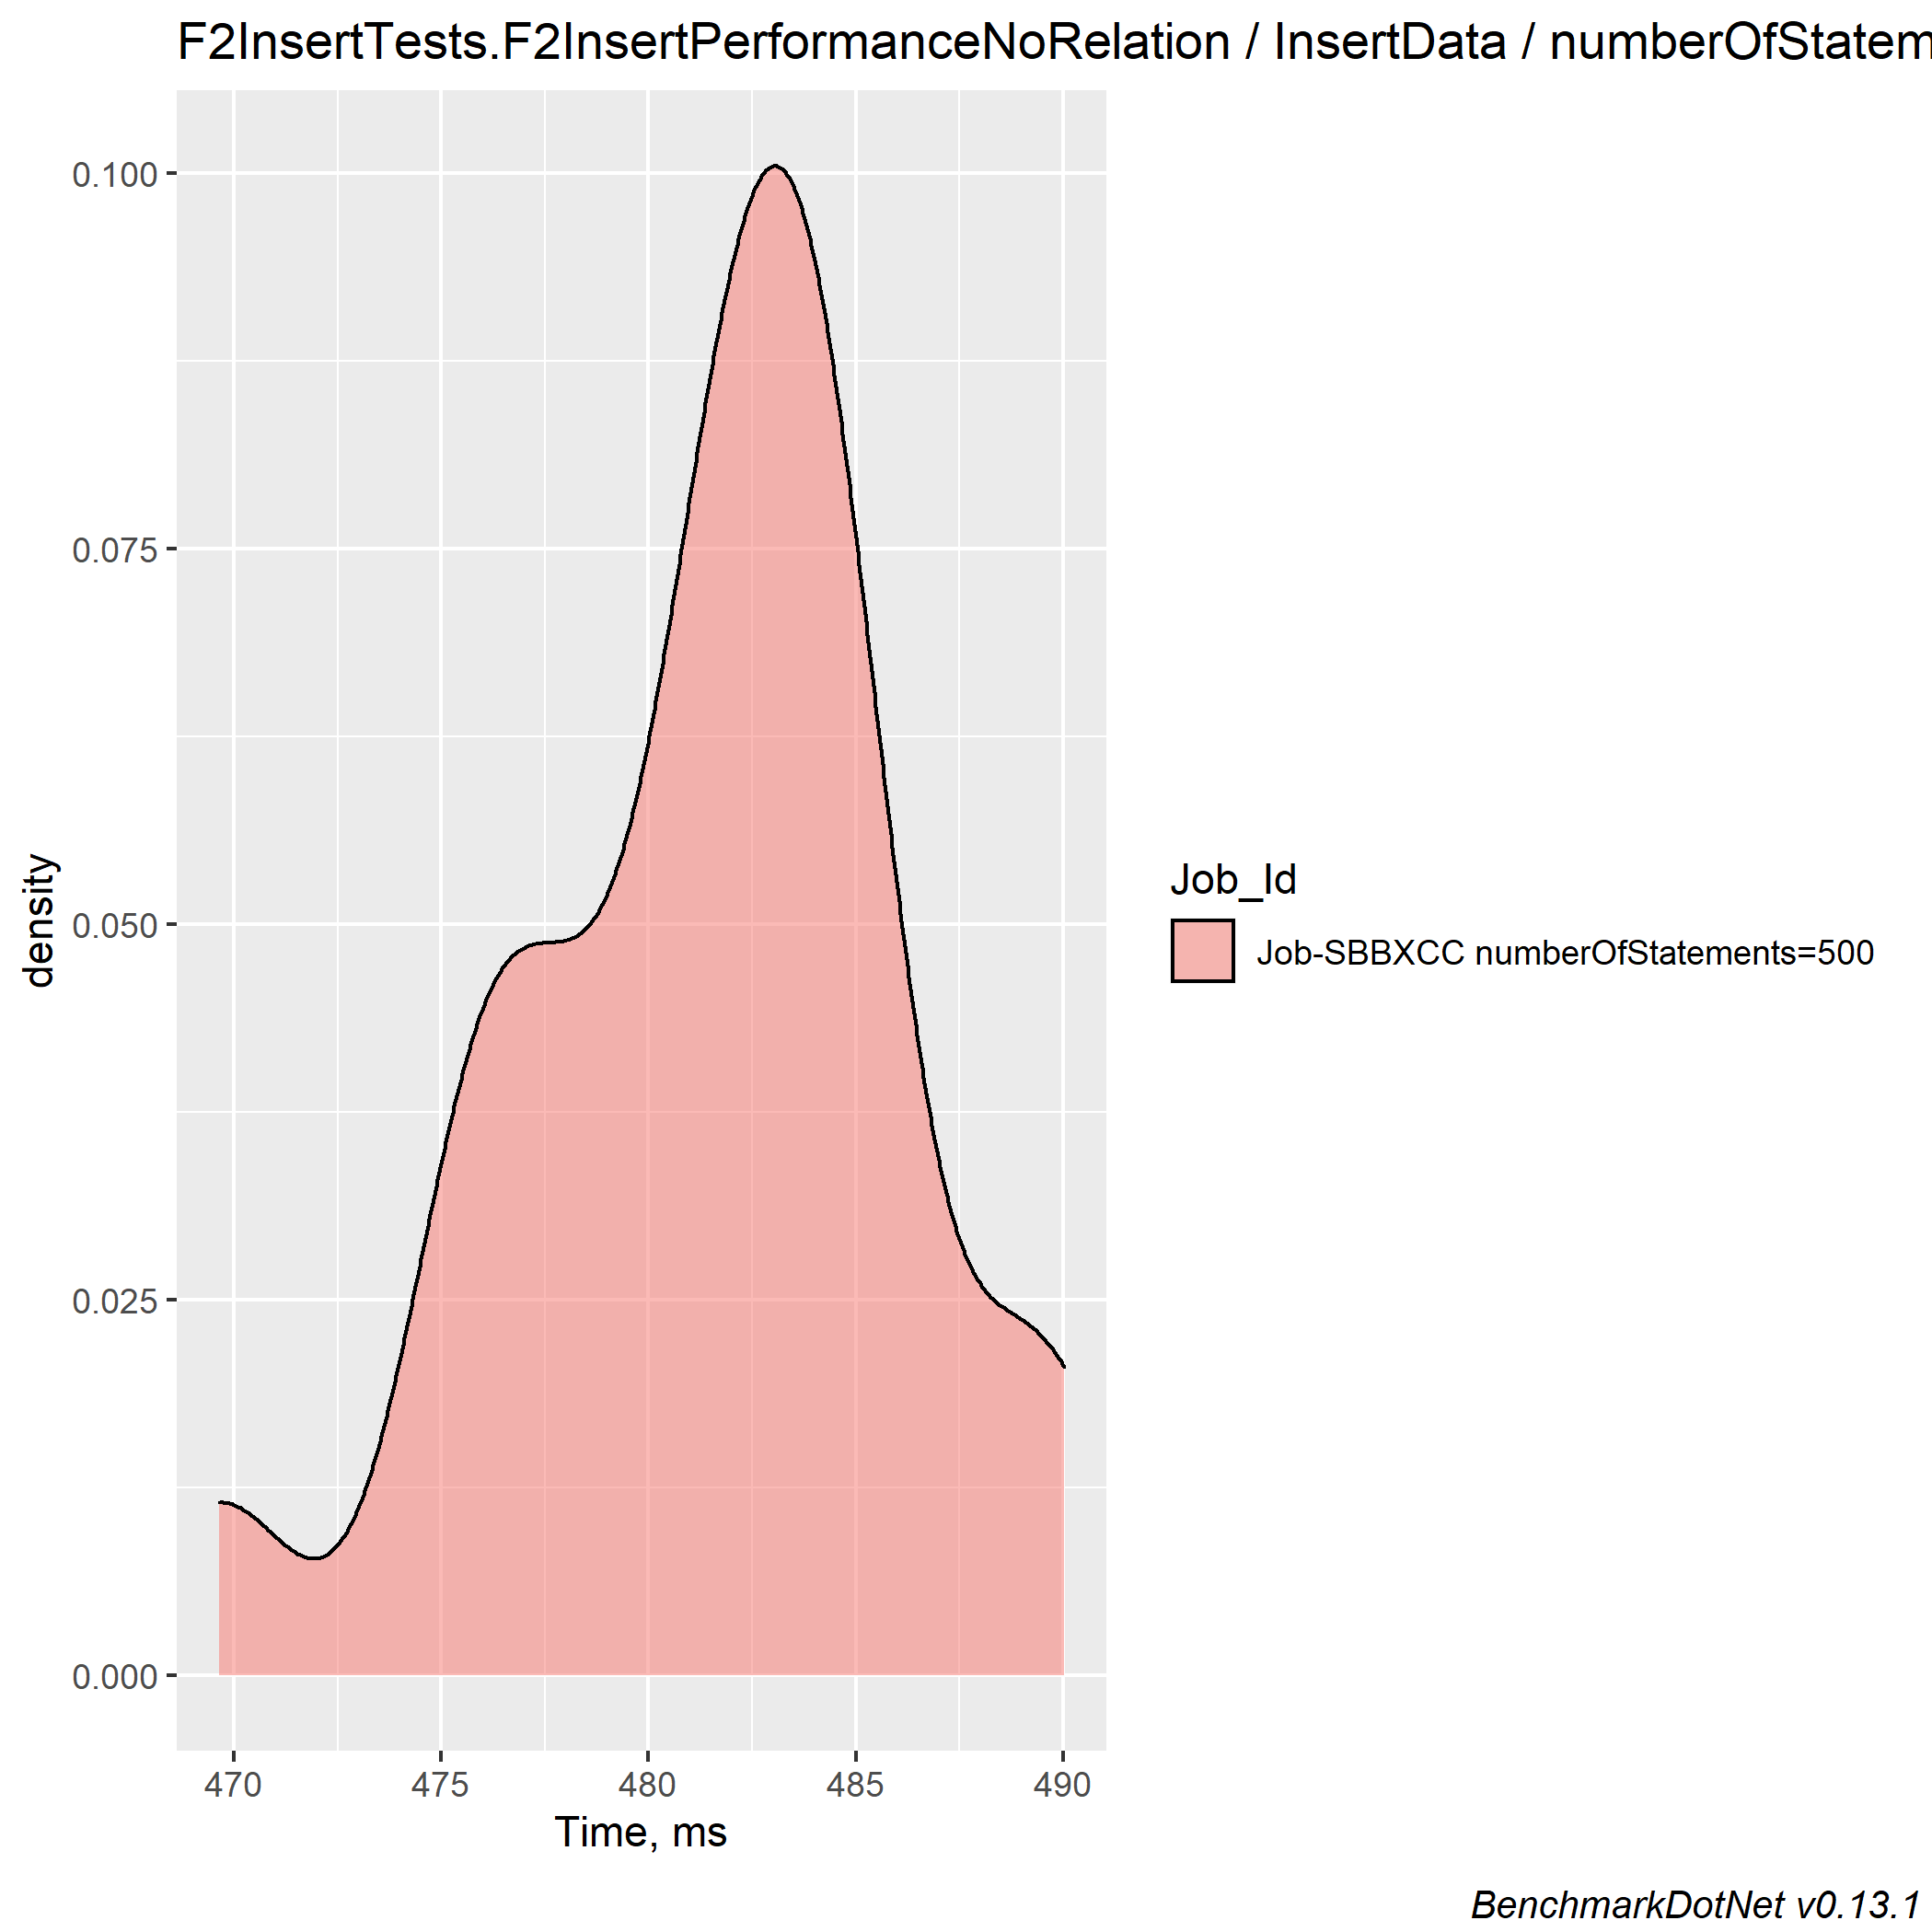 F2InsertTests.F2InsertPerformanceNoRelation / InsertData / numberOfStatem
0.100
0.075
0.050
0.025
0.000
density
470 475 480 485 490
Time, ms
Job_Id
Job-SBBXCC numberOfStatements=500
BenchmarkDotNet v0.13.1